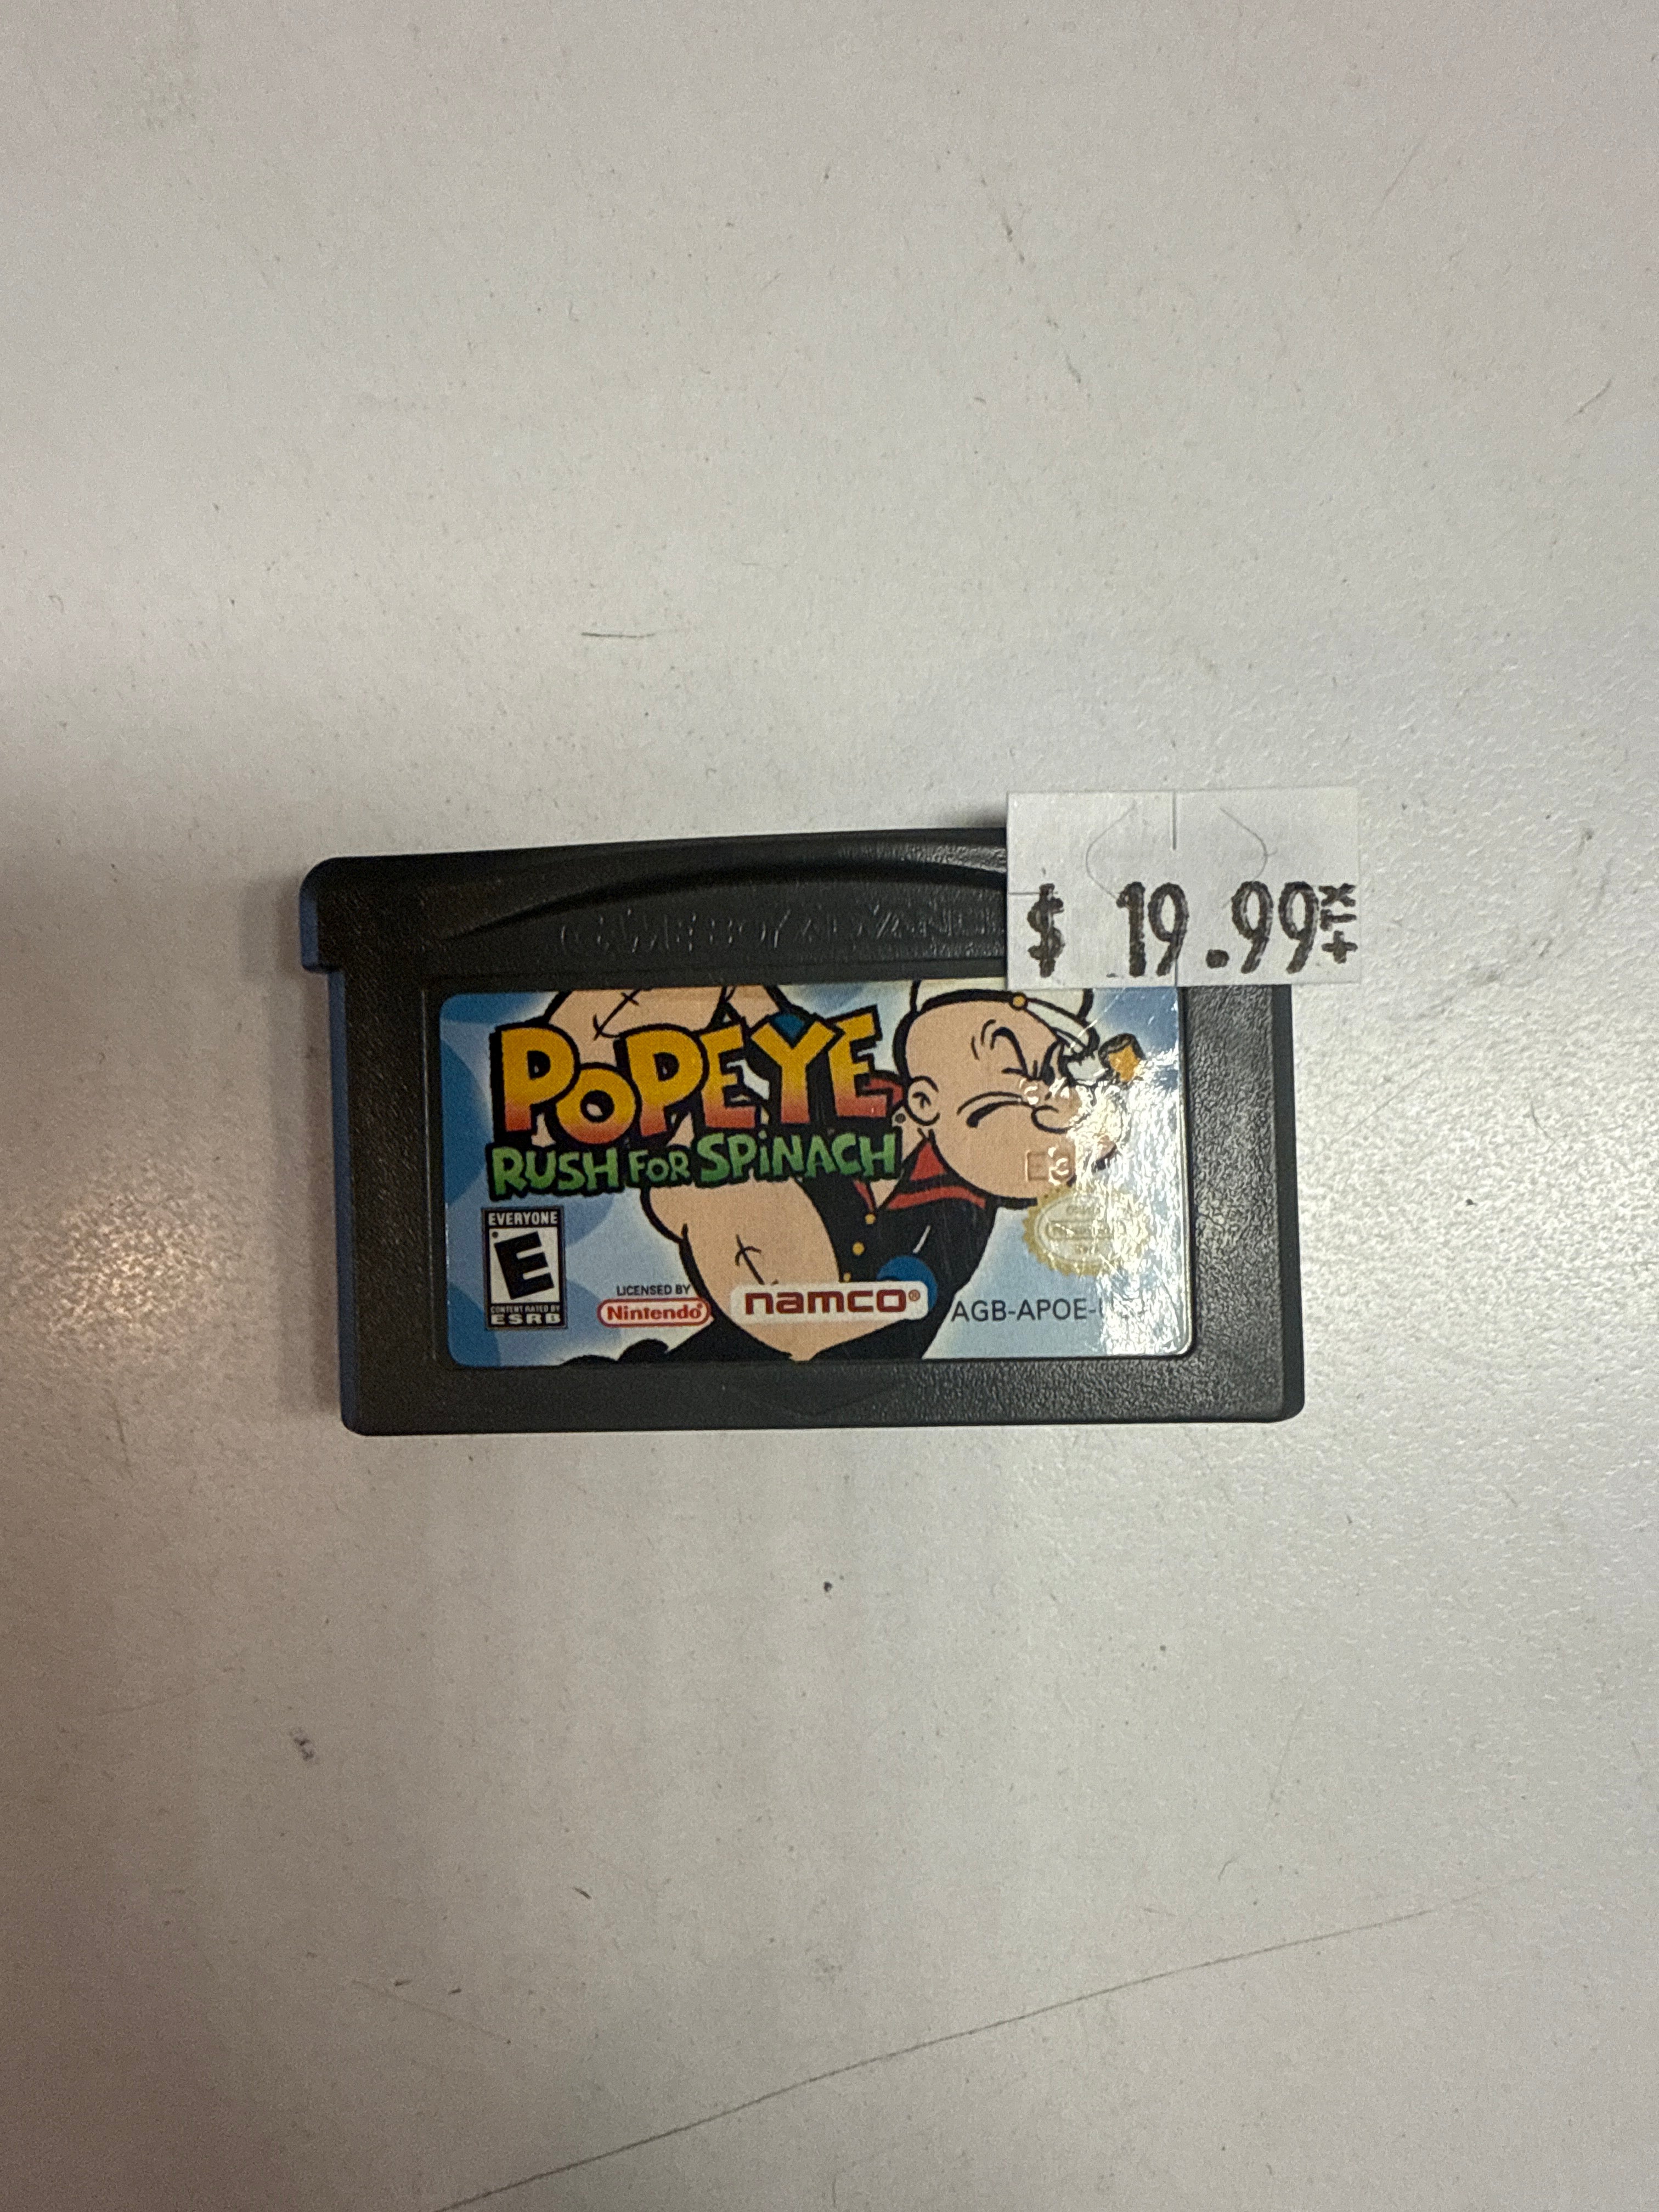 $ 19.99
GAME BOY ADVANCE
POPEYE
RUSH FOR SPINACH
EVERYONE
E
CONTENT RATED BY
ESRB
LICENSED BY
Nintendo®
namco®
AGB-APOE-